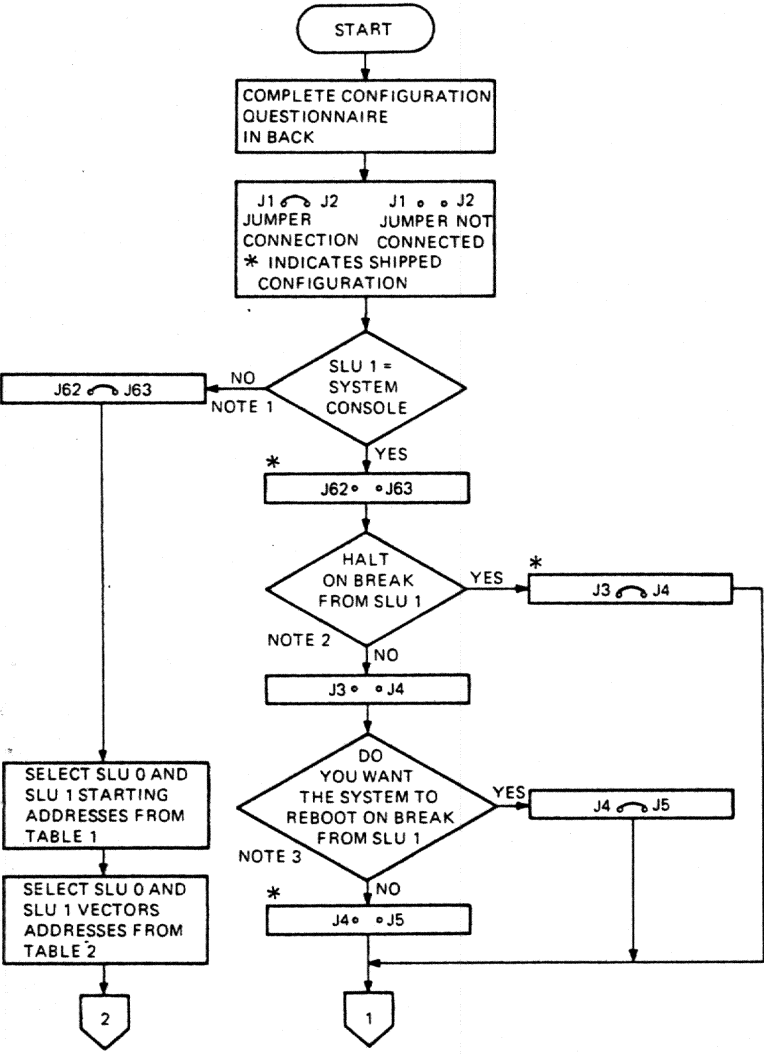 START
COMPLETE CONFIGURATION
QUESTIONNAIRE
IN BACK
J1 J2
JUMPER
CONNECTION
J1 J2
JUMPER NOT
CONNECTED
* INDICATES SHIPPED
CONFIGURATION
SLU 1 =
SYSTEM
CONSOLE
NO
NOTE 1
J62 J63
YES
*
J62 J63
HALT
ON BREAK
FROM SLU 1
NOTE 2
YES
*
J3 J4
NO
J3 J4
DO
YOU WANT
THE SYSTEM TO
REBOOT ON BREAK
FROM SLU 1
NOTE 3
YES
J4 J5
NO
*
J4 J5
1
SELECT SLU 0 AND
SLU 1 STARTING
ADDRESSES FROM
TABLE 1
SELECT SLU 0 AND
SLU 1 VECTORS
ADDRESSES FROM
TABLE 2
2